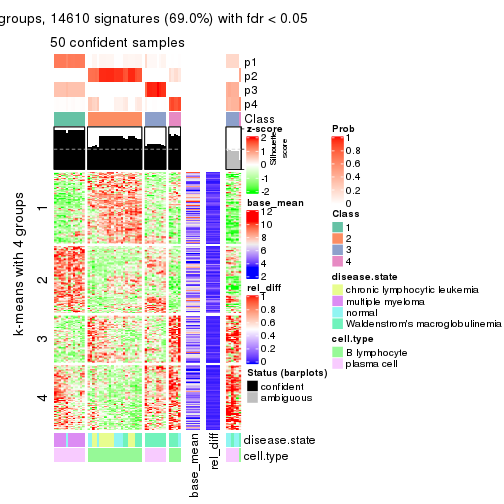 groups, 14610 signatures (69.0%) with fdr < 0.05
50 confident samples
p1
p2
p3
p4
Class
k-means with 4 groups
1
2
3
4
z-score
2
1
0
-1
-2
Silhouette
score
base_mean
12
10
8
6
4
2
rel_diff
1
0.8
0.6
0.4
0.2
0
Status (barplots)
confident
ambiguous
Prob
1
0.8
0.6
0.4
0.2
0
Class
1
2
3
4
disease.state
chronic lymphocytic leukemia
multiple myeloma
normal
Waldenstrom's macroglobulinemia
cell.type
B lymphocyte
plasma cell
disease.state
cell.type
base_mean
rel_diff